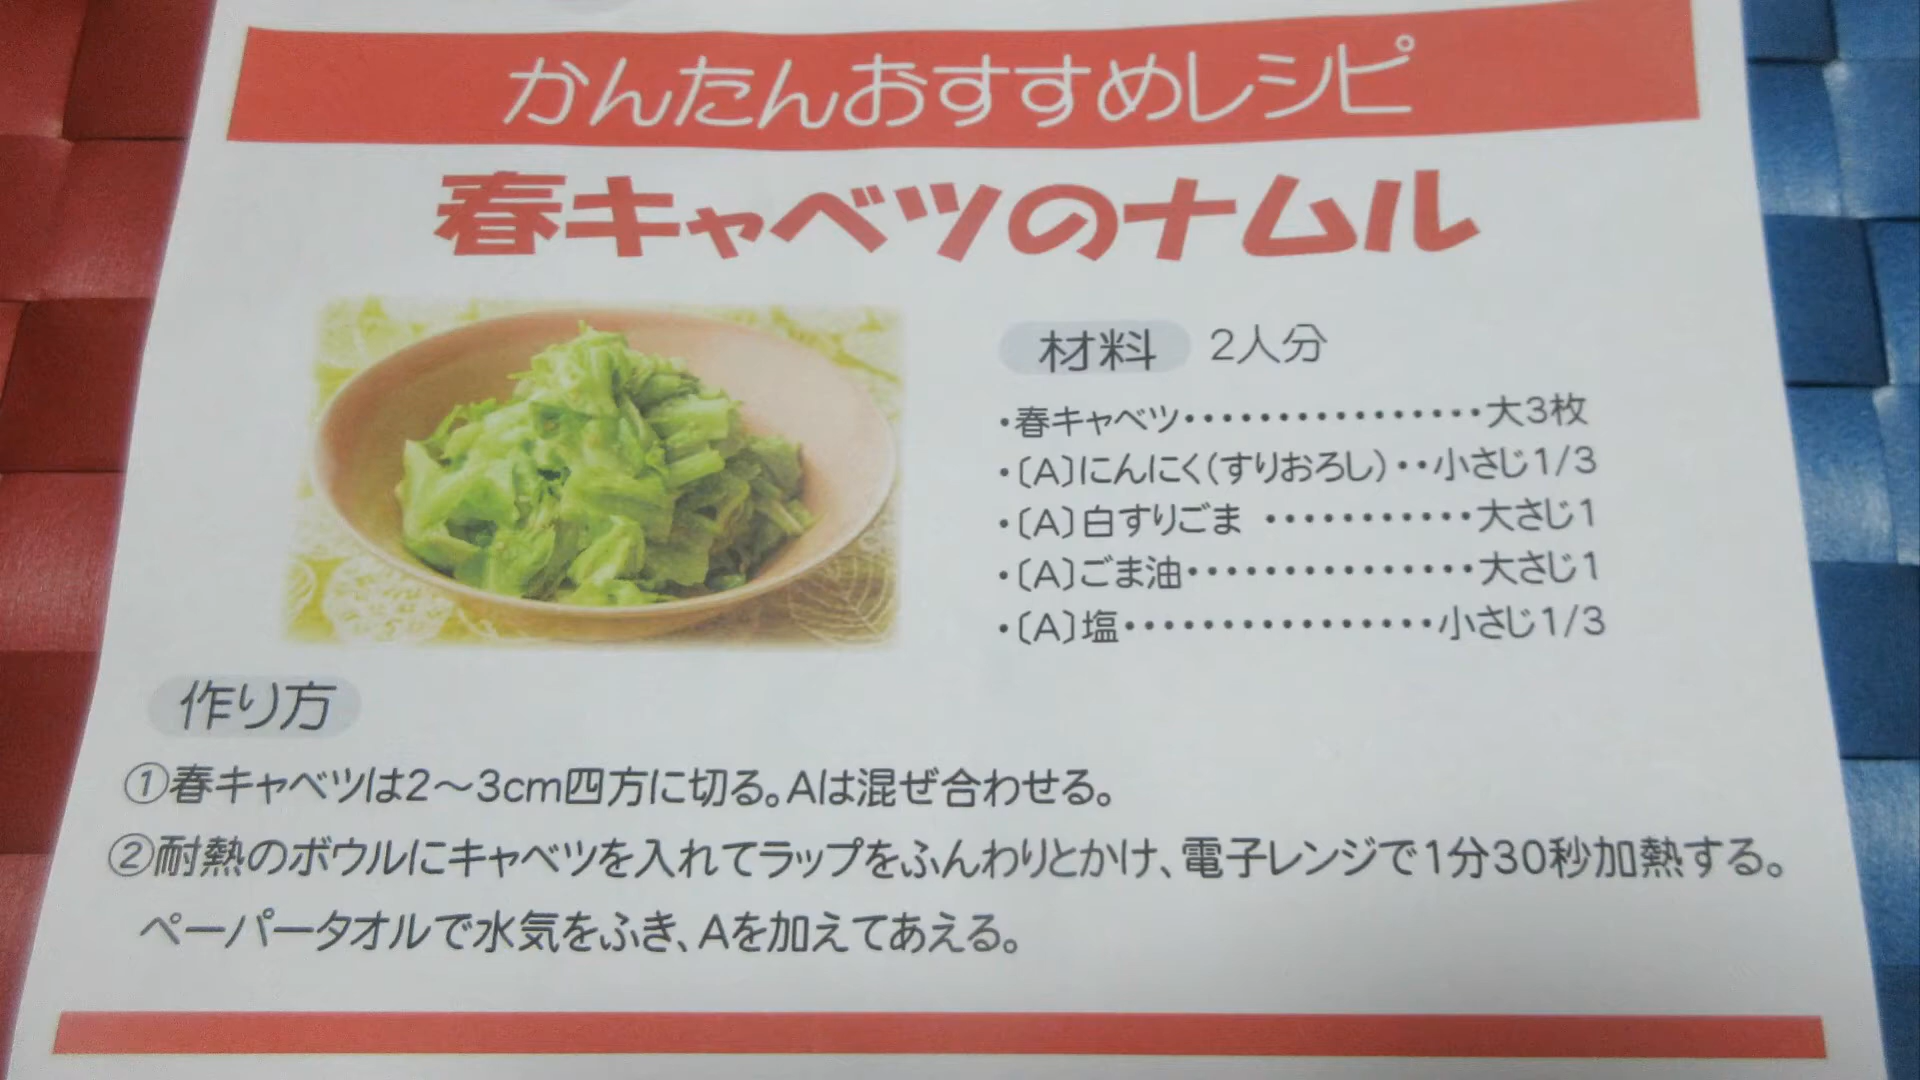 かんたんおすすめレシピ
春キャベツのナムル
材料 2人分
・春キャベツ・・・・・・・・・・・・・・・・大3枚
・〔A〕にんにく(すりおろし)・・小さじ1/3
・〔A〕白すりごま ・・・・・・・・・・・大さじ1
・〔A〕ごま油・・・・・・・・・・・・・・・大さじ1
・〔A〕塩・・・・・・・・・・・・・・・・小さじ1/3
作り方
①春キャベツは2～3cm四方に切る。Aは混ぜ合わせる。
②耐熱のボウルにキャベツを入れてラップをふんわりとかけ、電子レンジで1分30秒加熱する。
ペーパータオルで水気をふき、Aを加えてあえる。